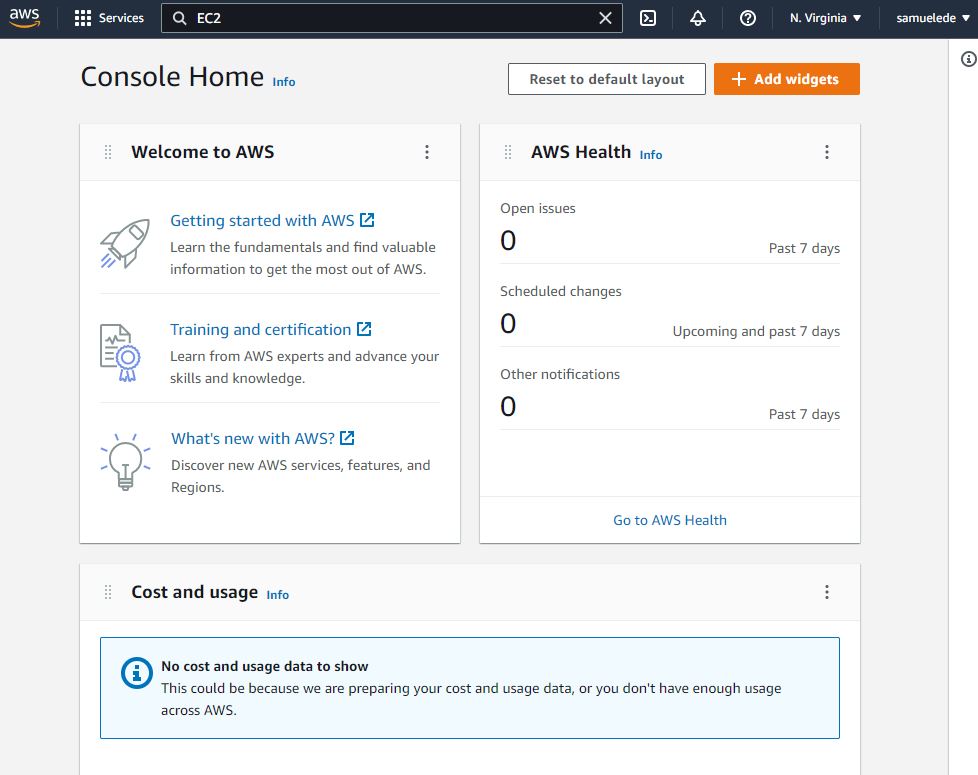 aws
Services
EC2
N. Virginia
samuelede
Console Home Info
Reset to default layout
Add widgets
Welcome to AWS
Getting started with AWS
Learn the fundamentals and find valuable
information to get the most out of AWS.
Training and certification
Learn from AWS experts and advance your
skills and knowledge.
What's new with AWS?
Discover new AWS services, features, and
Regions.
AWS Health Info
Open issues
0
Past 7 days
Scheduled changes
0
Upcoming and past 7 days
Other notifications
0
Past 7 days
Go to AWS Health
Cost and usage Info
No cost and usage data to show
This could be because we are preparing your cost and usage data, or you don't have enough usage
across AWS.